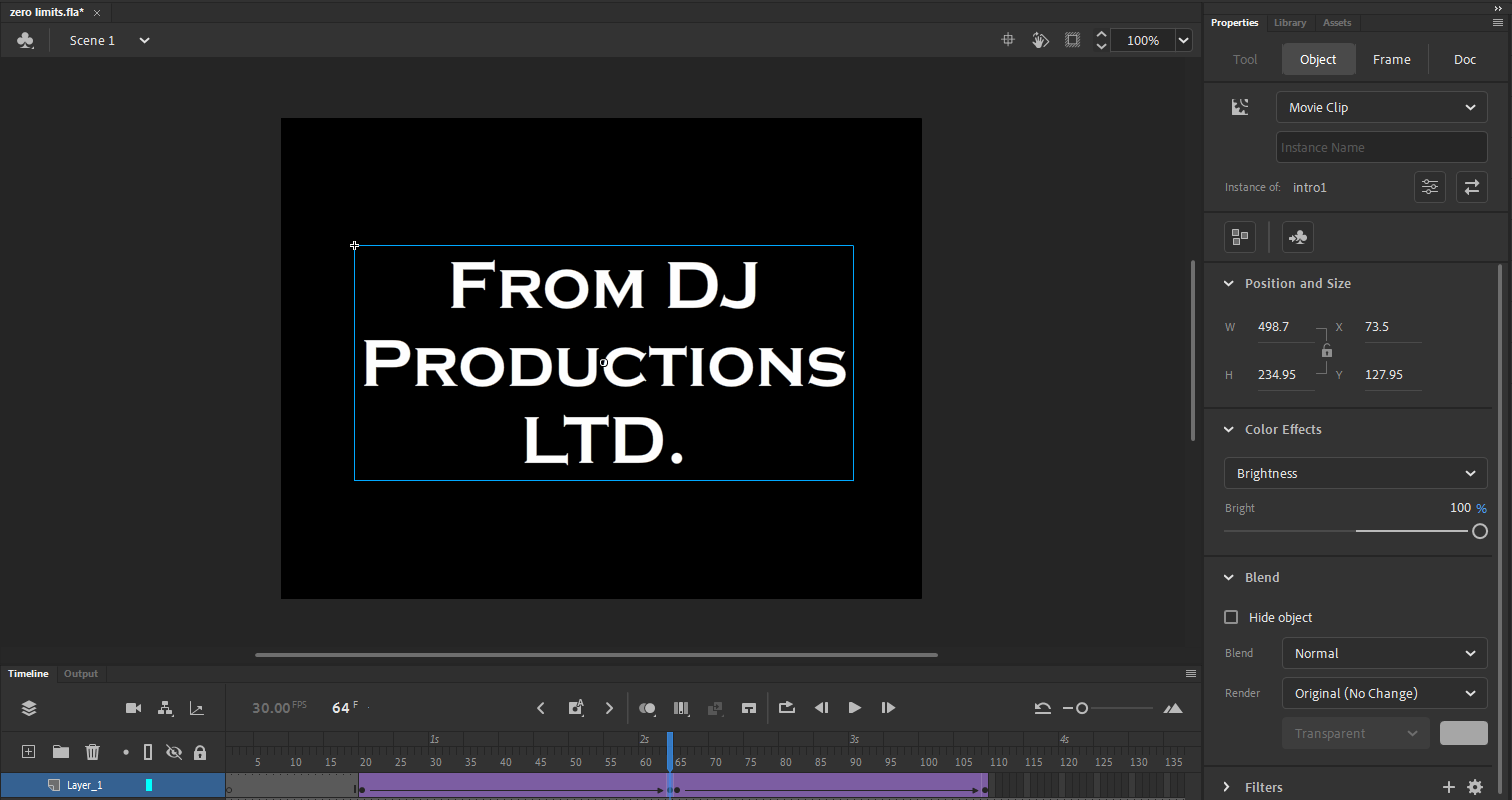 zero limits.fla*
Properties
Library
Assets
Scene 1
100%
Tool
Object
Frame
Doc
Movie Clip
Instance Name
Instance of:
intro1
Position and Size
W
498.7
X
73.5
H
234.95
Y
127.95
Color Effects
Brightness
Bright
100 %
Blend
Hide object
Blend
Normal
Render
Original (No Change)
Transparent
Filters
From DJ
Productions
LTD.
Timeline
Output
30.00 FPS
64 F
1s
2s
3s
4s
5 10 15 20 25 30 35 40 45 50 55 60 65 70 75 80 85 90 95 100 105 110 115 120 125 130 135
Layer_1